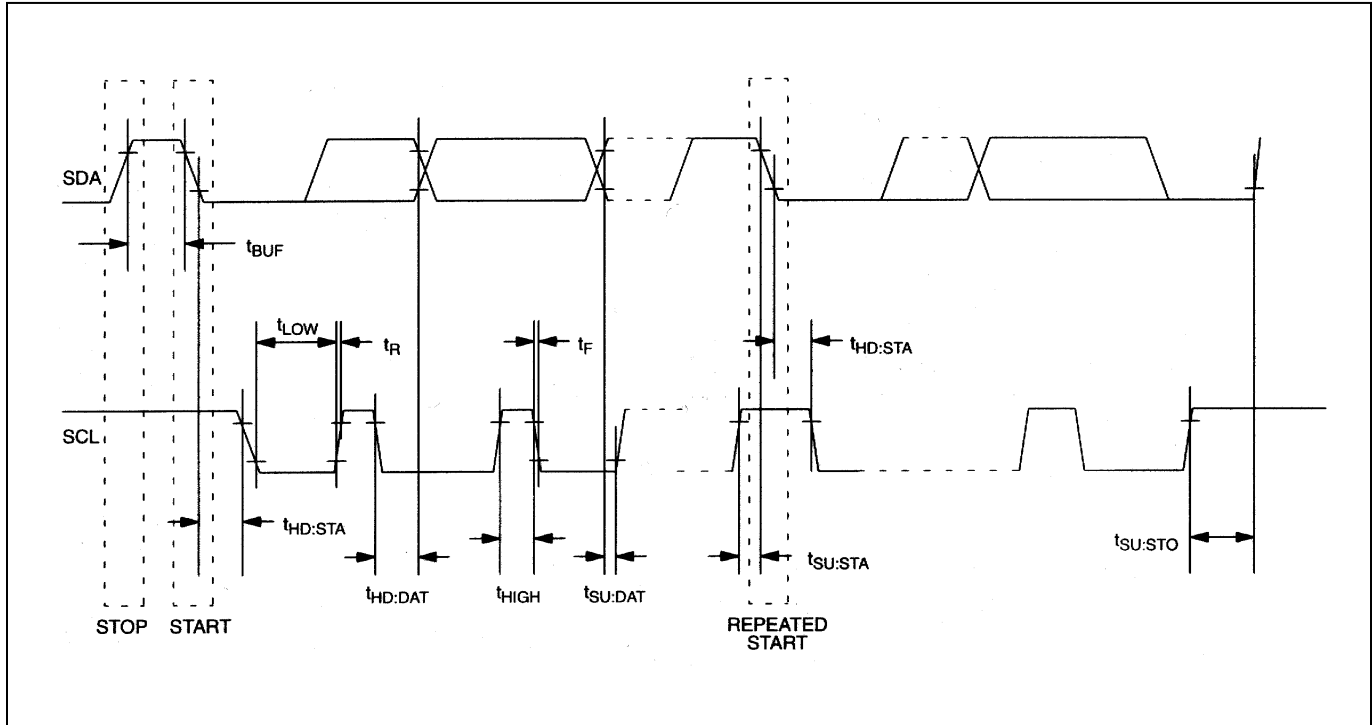 SDA
tBUF
tLOW
tR
tF
tHD:STA
SCL
tHD:STA
tSU:STA
tSU:STO
tHD:DAT
tHIGH
tSU:DAT
STOP
START
REPEATED
START